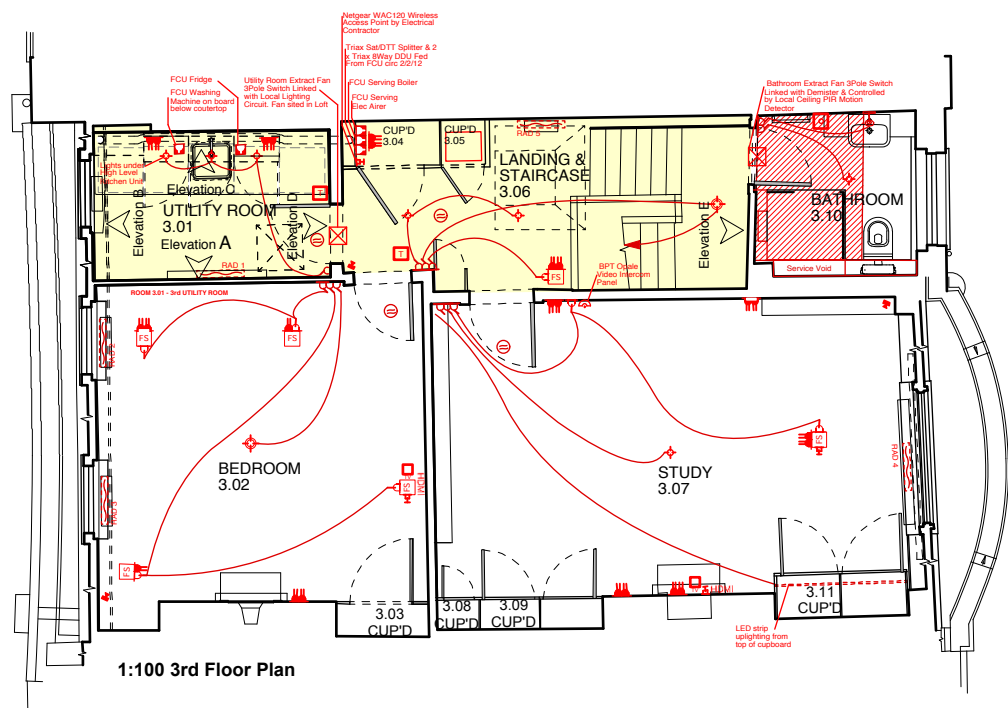 Netgear WAC120 Wireless
Access Point by Electrical
Contractor
Triax Sat/DTT Splitter & 2
x Triax 8Way DDU Fed
From FCU circ 2/2/12
FCU Serving Boiler
FCU Serving
Elec Airer
FCU Fridge
FCU Washing
Machine on board
below coutertop
Utility Room Extract Fan
3Pole Switch Linked
with Local Lighting
Circuit. Fan sited in Loft
Bathroom Extract Fan 3Pole Switch
Linked with Demister & Controlled
by Local Ceiling PIR Motion
Detector
Lights under
High Level
Kitchen Unit
Elevation C
Elevation B
UTILITY ROOM
3.01
Elevation A
Elevation D
RAD 1
ROOM 3.01 - 3rd UTILITY ROOM
CUP'D
3.04
CUP'D
3.05
RAD 5
LANDING &
STAIRCASE
3.06
Elevation E
BATHROOM
3.10
Service Void
T
T
BPT Opale
Video Intercom
Panel
FS
FS
FS
RAD 2
BEDROOM
3.02
RAD 3
FS
HDMI
FS
STUDY
3.07
FS
RAD 4
3.03
CUP'D
3.08
CUP'D
3.09
CUP'D
HDMI
3.11
CUP'D
LED strip
uplighting from
top of cupboard
1:100 3rd Floor Plan